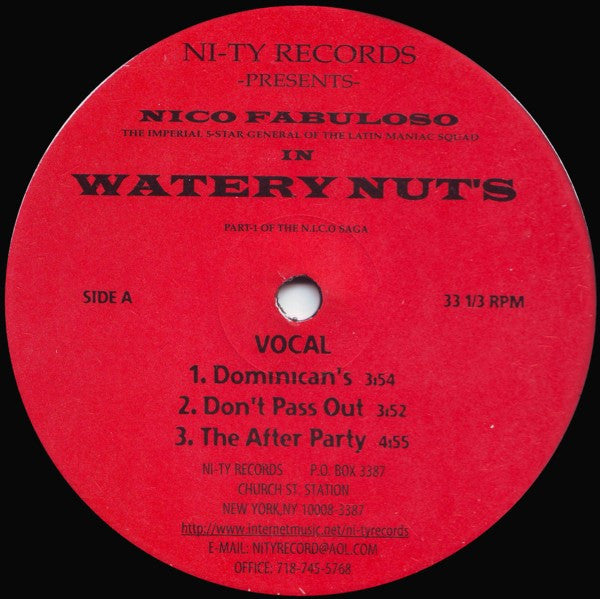 NI-TY RECORDS
-PRESENTS-
NICO FABULOSO
THE IMPERIAL 5-STAR GENERAL OF THE LATIN MANIAC SQUAD
IN
WATERY NUT'S
PART-1 OF THE N.I.C.O SAGA
SIDE A 33 1/3 RPM
VOCAL
1. Dominican's 3:54
2. Don't Pass Out 3:52
3. The After Party 4:55
NI-TY RECORDS P.O. BOX 3387
CHURCH ST. STATION
NEW YORK,NY 10008-3387
http://www.internetmusic.net/ni-tyrecords
E-MAIL: NITYRECORD@AOL.COM
OFFICE: 718-745-5768